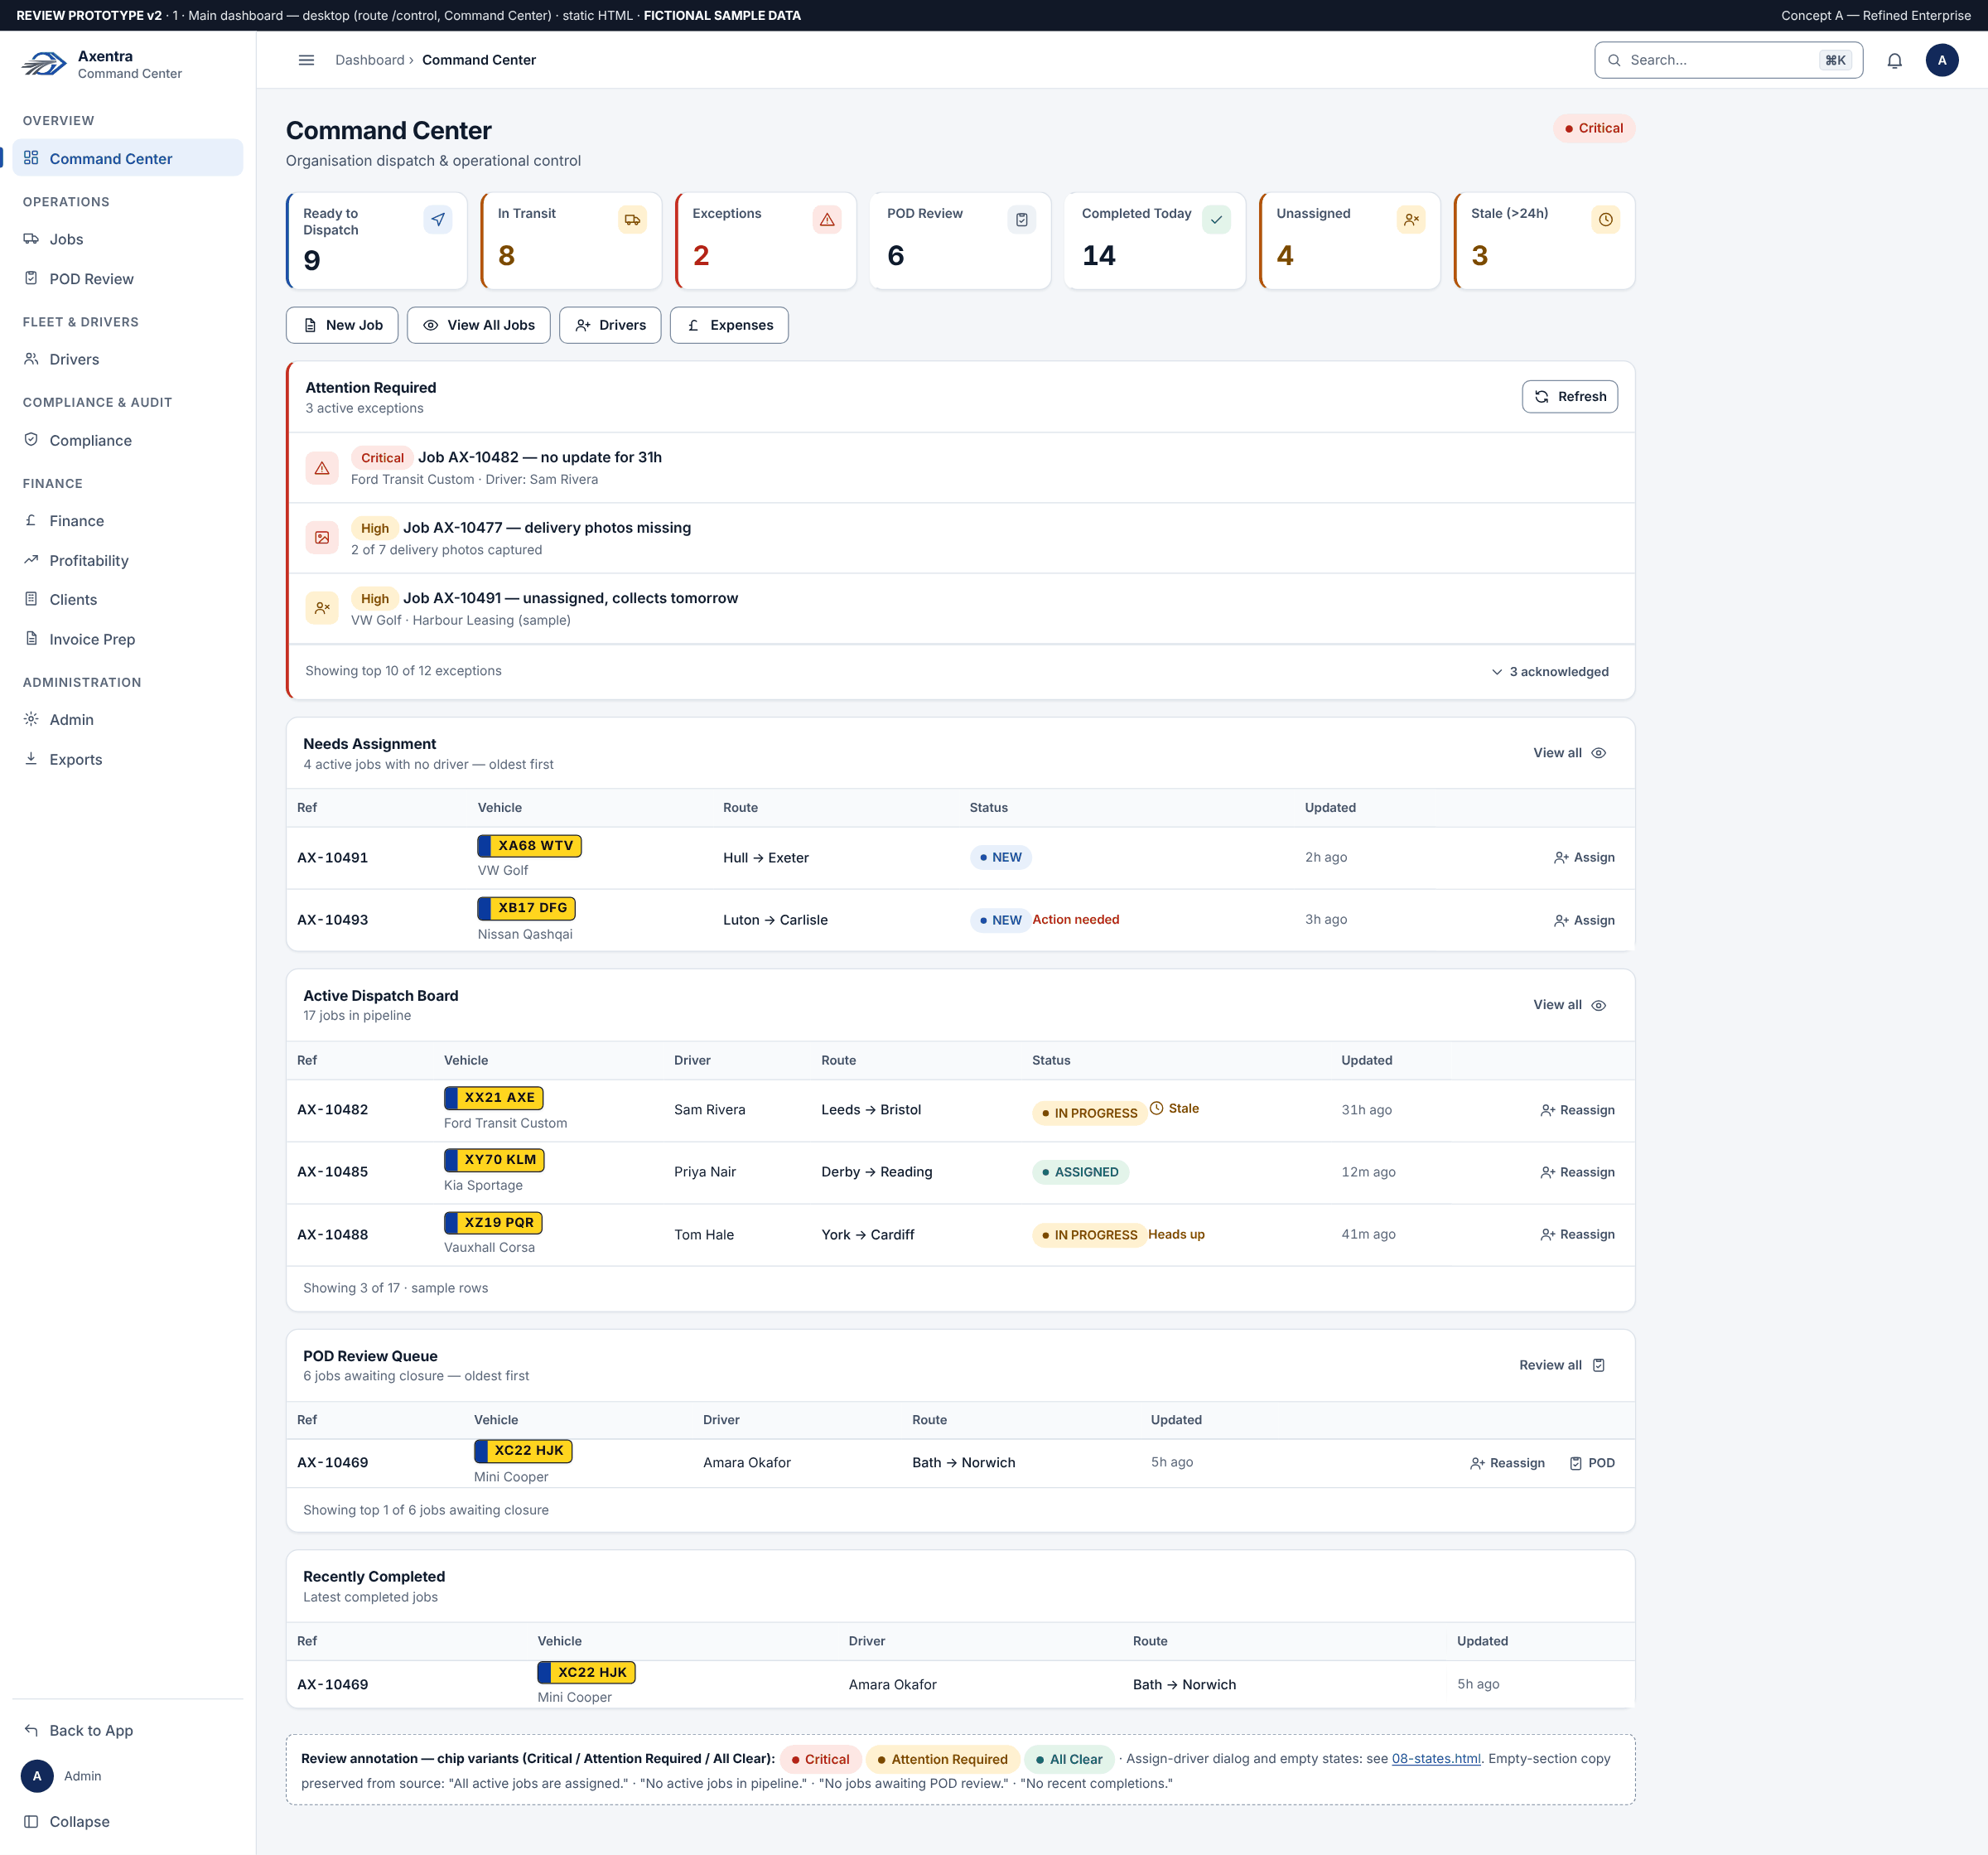 REVIEW PROTOTYPE v2 · 1 · Main dashboard — desktop (route /control, Command Center) · static HTML · FICTIONAL SAMPLE DATA
Concept A — Refined Enterprise
Axentra
Command Center
Dashboard › Command Center
Search...
⌘K
A
OVERVIEW
Command Center
OPERATIONS
Jobs
POD Review
FLEET & DRIVERS
Drivers
COMPLIANCE & AUDIT
Compliance
FINANCE
Finance
Profitability
Clients
Invoice Prep
ADMINISTRATION
Admin
Exports
Back to App
A Admin
Collapse
Command Center
Critical
Organisation dispatch & operational control
Ready to
Dispatch
9
In Transit
8
Exceptions
2
POD Review
6
Completed Today
14
Unassigned
4
Stale (>24h)
3
New Job
View All Jobs
Drivers
£ Expenses
Attention Required
3 active exceptions
Refresh
Critical Job AX-10482 — no update for 31h
Ford Transit Custom · Driver: Sam Rivera
High Job AX-10477 — delivery photos missing
2 of 7 delivery photos captured
High Job AX-10491 — unassigned, collects tomorrow
VW Golf · Harbour Leasing (sample)
Showing top 10 of 12 exceptions
3 acknowledged
Needs Assignment
4 active jobs with no driver — oldest first
View all
Ref Vehicle Route Status Updated
AX-10491 XA68 WTV Hull → Exeter NEW 2h ago Assign
VW Golf
AX-10493 XB17 DFG Luton → Carlisle NEW Action needed 3h ago Assign
Nissan Qashqai
Active Dispatch Board
17 jobs in pipeline
View all
Ref Vehicle Driver Route Status Updated
AX-10482 XX21 AXE Sam Rivera Leeds → Bristol IN PROGRESS Stale 31h ago Reassign
Ford Transit Custom
AX-10485 XY70 KLM Priya Nair Derby → Reading ASSIGNED 12m ago Reassign
Kia Sportage
AX-10488 XZ19 PQR Tom Hale York → Cardiff IN PROGRESS Heads up 41m ago Reassign
Vauxhall Corsa
Showing 3 of 17 · sample rows
POD Review Queue
6 jobs awaiting closure — oldest first
Review all
Ref Vehicle Driver Route Updated
AX-10469 XC22 HJK Amara Okafor Bath → Norwich 5h ago Reassign POD
Mini Cooper
Showing top 1 of 6 jobs awaiting closure
Recently Completed
Latest completed jobs
Ref Vehicle Driver Route Updated
AX-10469 XC22 HJK Amara Okafor Bath → Norwich 5h ago
Mini Cooper
Review annotation — chip variants (Critical / Attention Required / All Clear): Critical Attention Required All Clear · Assign-driver dialog and empty states: see 08-states.html. Empty-section copy
preserved from source: "All active jobs are assigned." · "No active jobs in pipeline." · "No jobs awaiting POD review." · "No recent completions."